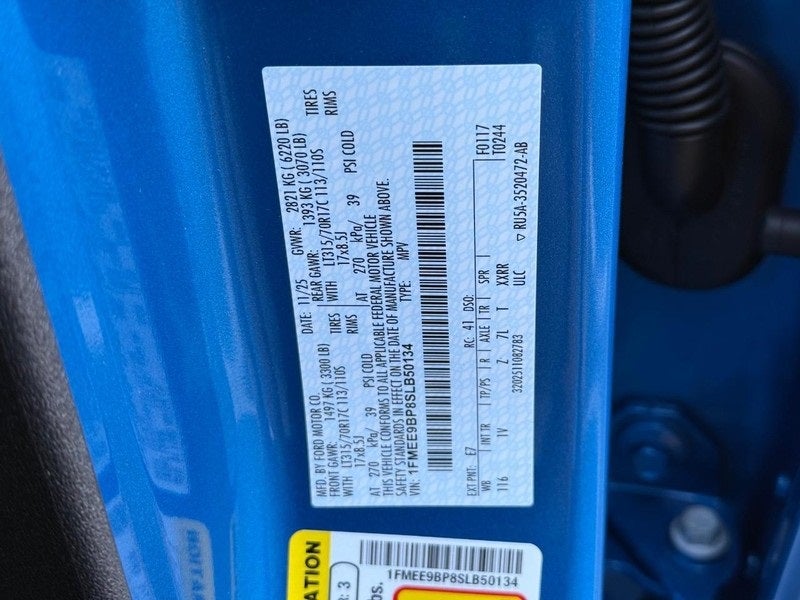 MFD. BY FORD MOTOR CO.
DATE: 11/25 GVWR: 2821 KG ( 6220 LB)
FRONT GAWR: 1497 KG (3300 LB) REAR GAWR: 1393 KG ( 3070 LB)
WITH LT315/70R17C 113/110S TIRES WITH LT315/70R17C 113/110S TIRES
17x8.5J RIMS 17x8.5J RIMS
AT 270 kPa/ 39 PSI COLD AT 270 kPa/ 39 PSI COLD
THIS VEHICLE CONFORMS TO ALL APPLICABLE FEDERAL MOTOR VEHICLE
SAFETY STANDARDS IN EFFECT ON THE DATE OF MANUFACTURE SHOWN ABOVE.
VIN: 1FMEE9BP8SLB50134 TYPE: MPV
EXT PNT: E7 RC: 41 DSO: F0117
WB INT TR TP/PS R AXLE TR SPR T0244
116 1V Z 7L T XXRR
3202511082783 ULC ▽ RU5A-3520472-AB
1FMEE9BP8SLB50134